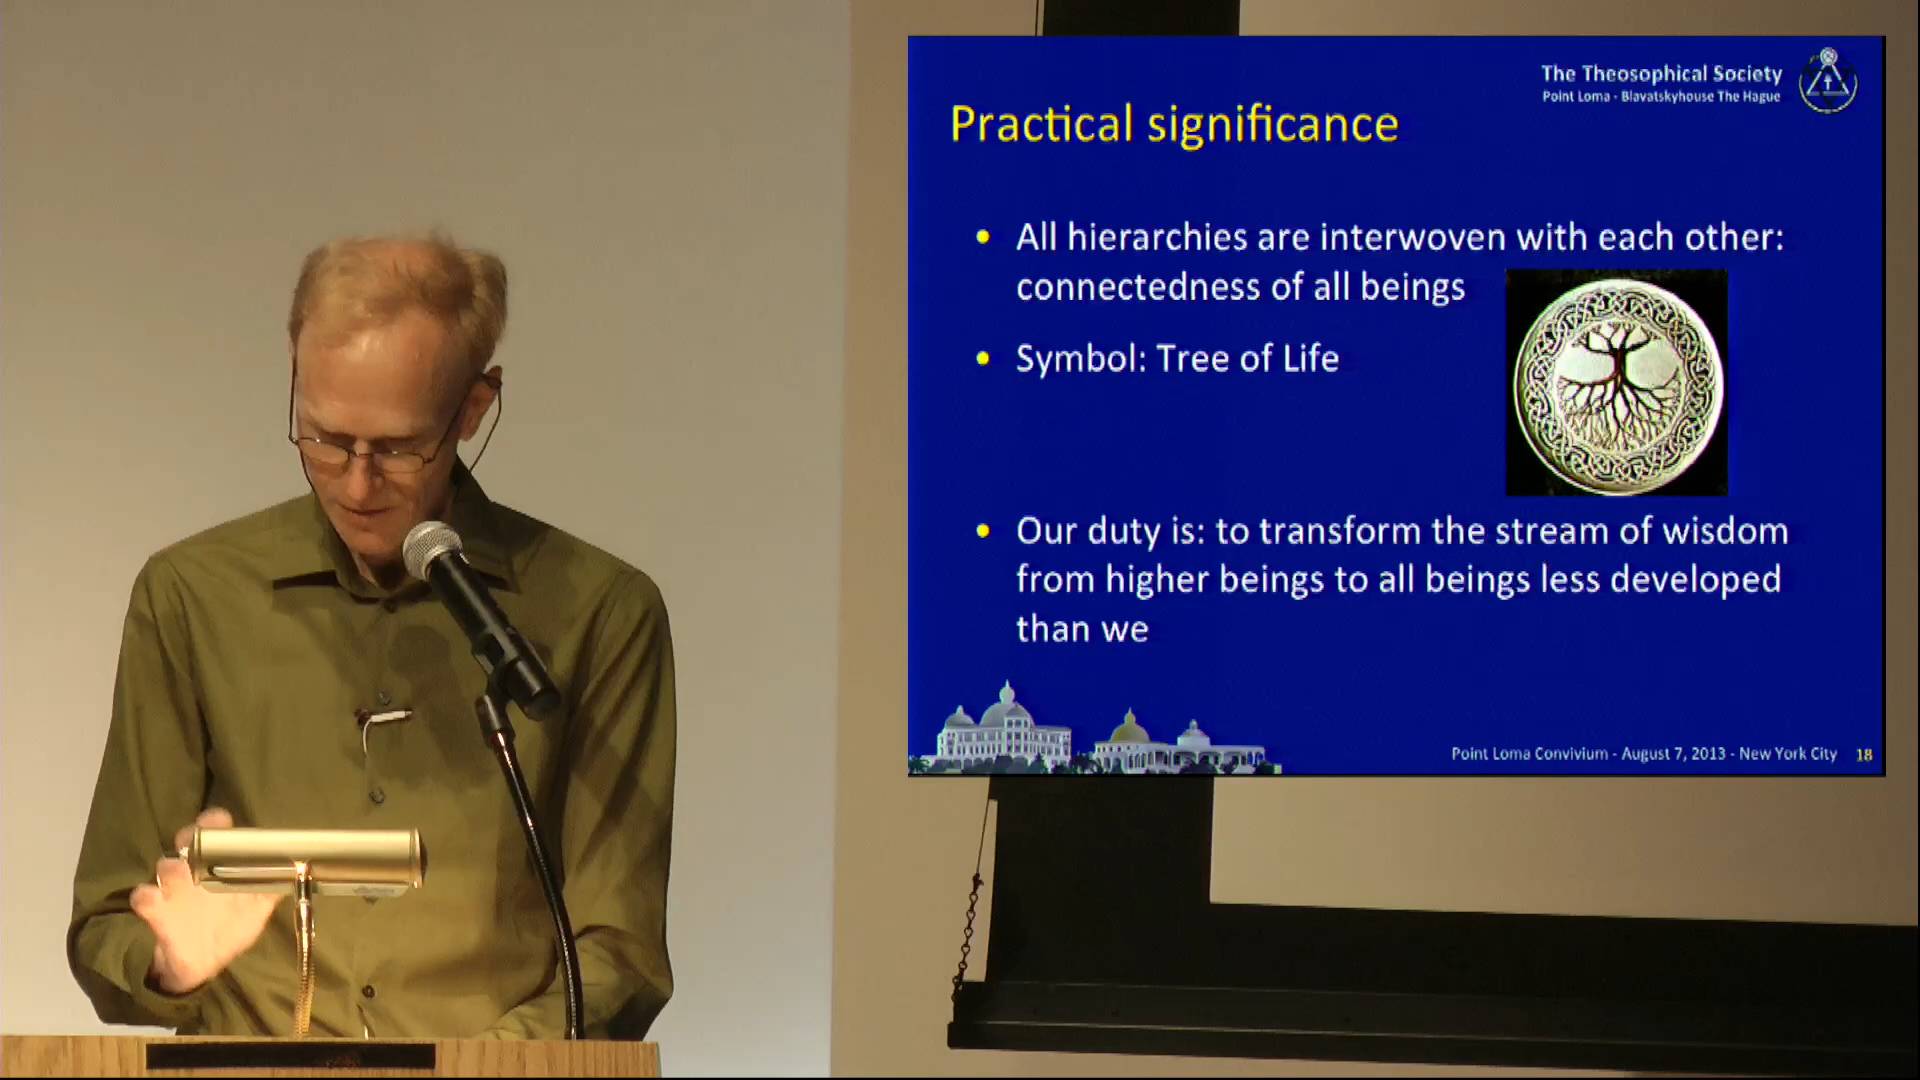 The Theosophical Society
Point Loma - Blavatskyhouse The Hague
Practical significance
• All hierarchies are interwoven with each other:
connectedness of all beings
• Symbol: Tree of Life
• Our duty is: to transform the stream of wisdom
from higher beings to all beings less developed
than we
Point Loma Convivium - August 7, 2013 - New York City 18